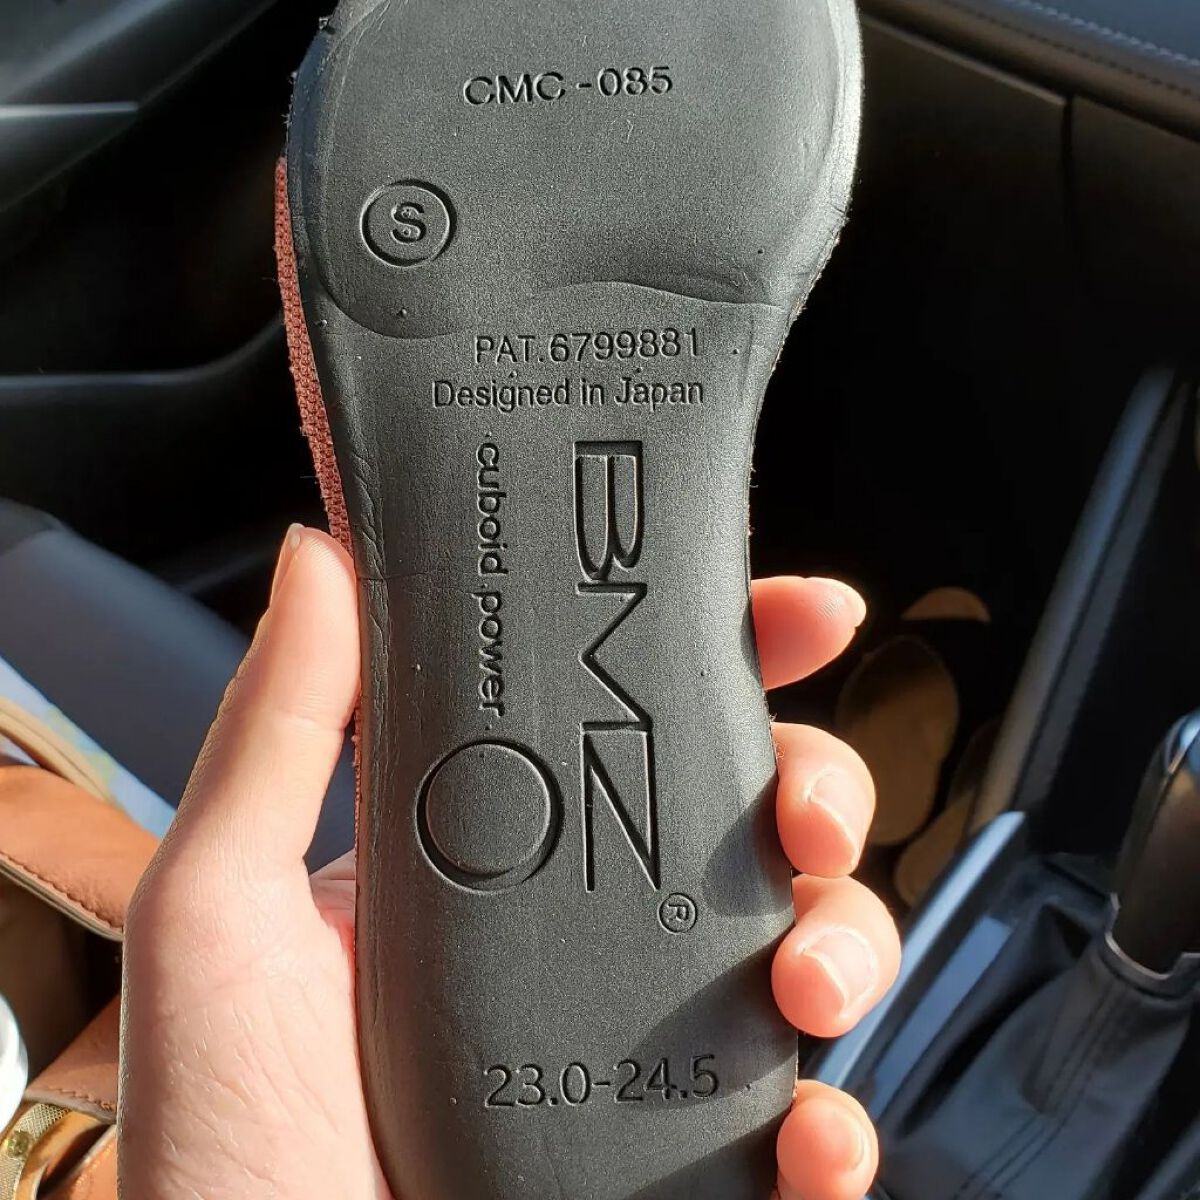 CMC - 085
S
PAT.6799881
Designed in Japan
BMZ®
cuboid power
23.0-24.5